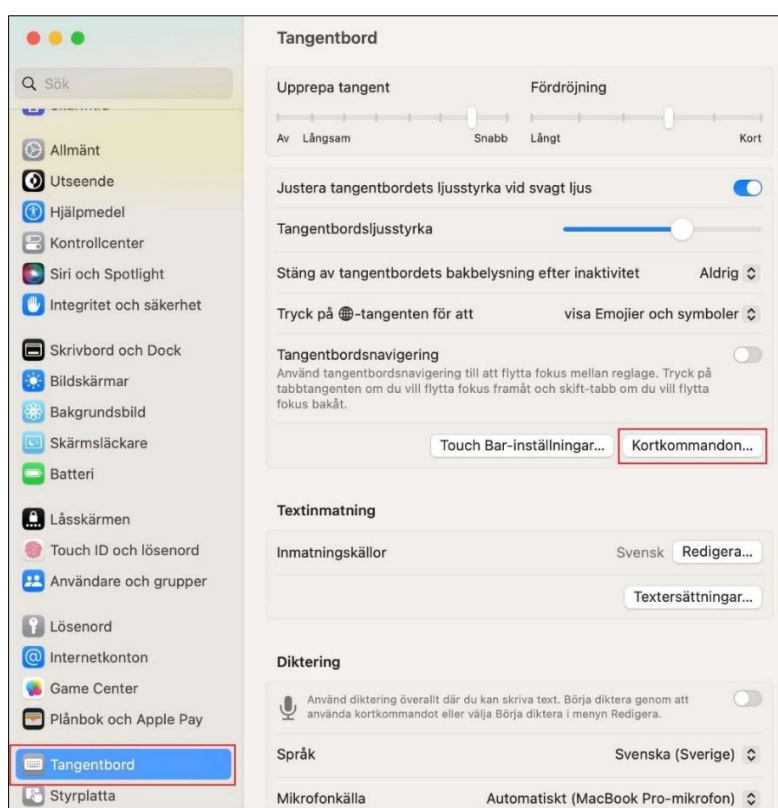 Tangentbord
Sök
Allmänt
Utseende
Hjälpmedel
Kontrollcenter
Siri och Spotlight
Integritet och säkerhet
Skrivbord och Dock
Bildskärmar
Bakgrundsbild
Skärmsläckare
Batteri
Låsskärmen
Touch ID och lösenord
Användare och grupper
Lösenord
Internetkonton
Game Center
Plånbok och Apple Pay
Tangentbord
Styrplatta
Upprepa tangent Fördröjning
Av Långsam Snabb Långt Kort
Justera tangentbordets ljusstyrka vid svagt ljus
Tangentbordsljusstyrka
Stäng av tangentbordets bakbelysning efter inaktivitet Aldrig
Tryck på 🌐-tangenten för att visa Emojier och symboler
Tangentbordsnavigering
Använd tangentbordsnavigering till att flytta fokus mellan reglage. Tryck på
tabbtangenten om du vill flytta fokus framåt och skift-tabb om du vill flytta
fokus bakåt.
Touch Bar-inställningar... Kortkommandon...
Textinmatning
Inmatningskällor Svensk Redigera...
Textersättningar...
Diktering
Använd diktering överallt där du kan skriva text. Börja diktera genom att
använda kortkommandot eller välja Börja diktera i menyn Redigera.
Språk Svenska (Sverige)
Mikrofonkälla Automatiskt (MacBook Pro-mikrofon)